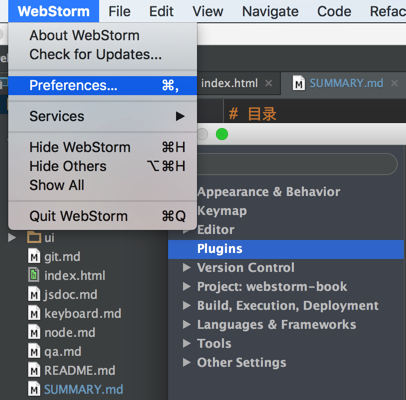 WebStorm File Edit View Navigate Code Refac
About WebStorm
Check for Updates...
Preferences... ⌘,
Services
Hide WebStorm ⌘H
Hide Others ⌥⌘H
Show All
Quit WebStorm ⌘Q
index.html SUMMARY.md
# 目录
Appearance & Behavior
Keymap
Editor
Plugins
Version Control
Project: webstorm-book
Build, Execution, Deployment
Languages & Frameworks
Tools
Other Settings
ui
git.md
index.html
jsdoc.md
keyboard.md
node.md
qa.md
README.md
SUMMARY.md